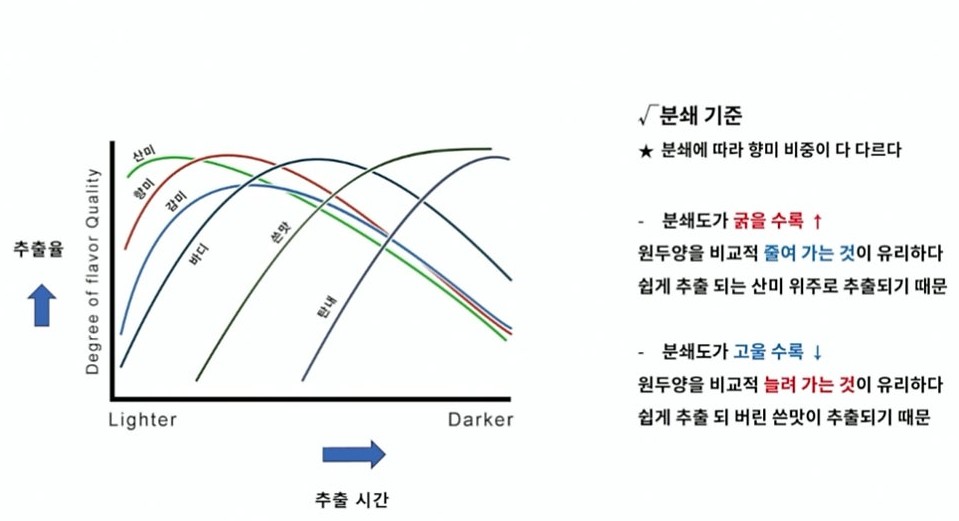 √분쇄 기준
★ 분쇄에 따라 향미 비중이 다 다르다
- 분쇄도가 굵을 수록 ↑
원두양을 비교적 줄여 가는 것이 유리하다
쉽게 추출 되는 산미 위주로 추출되기 때문
- 분쇄도가 고울 수록 ↓
원두양을 비교적 늘려 가는 것이 유리하다
쉽게 추출 되 버린 쓴맛이 추출되기 때문
추출율
Degree of flavor Quality
산미
향미
감미
바디
쓴맛
탄내
Lighter
Darker
추출 시간